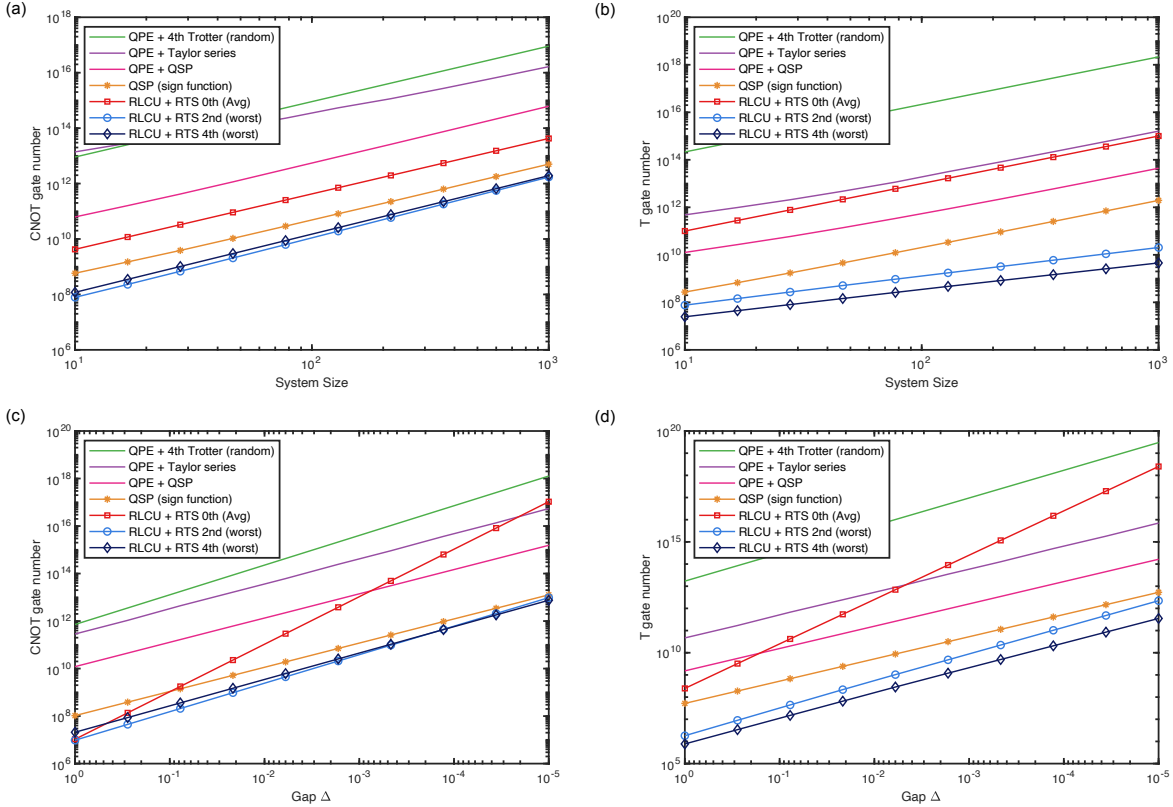 (a)
10^18
10^16
10^14
10^12
10^10
10^8
10^6
CNOT gate number
QPE + 4th Trotter (random)
QPE + Taylor series
QPE + QSP
QSP (sign function)
RLCU + RTS 0th (Avg)
RLCU + RTS 2nd (worst)
RLCU + RTS 4th (worst)
10^1 10^2 10^3
System Size
(b)
10^20
10^18
10^16
10^14
10^12
10^10
10^8
10^6
T gate number
QPE + 4th Trotter (random)
QPE + Taylor series
QPE + QSP
QSP (sign function)
RLCU + RTS 0th (Avg)
RLCU + RTS 2nd (worst)
RLCU + RTS 4th (worst)
10^1 10^2 10^3
System Size
(c)
10^20
10^18
10^16
10^14
10^12
10^10
10^8
10^6
CNOT gate number
QPE + 4th Trotter (random)
QPE + Taylor series
QPE + QSP
QSP (sign function)
RLCU + RTS 0th (Avg)
RLCU + RTS 2nd (worst)
RLCU + RTS 4th (worst)
10^0 10^-1 10^-2 10^-3 10^-4 10^-5
Gap Δ
(d)
10^20
10^15
10^10
10^5
T gate number
QPE + 4th Trotter (random)
QPE + Taylor series
QPE + QSP
QSP (sign function)
RLCU + RTS 0th (Avg)
RLCU + RTS 2nd (worst)
RLCU + RTS 4th (worst)
10^0 10^-1 10^-2 10^-3 10^-4 10^-5
Gap Δ